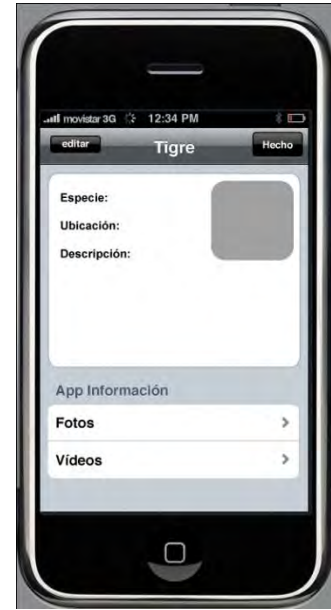 movistar 3G 12:34 PM
editar Tigre Hecho
Especie:
Ubicación:
Descripción:
App Información
Fotos
Vídeos